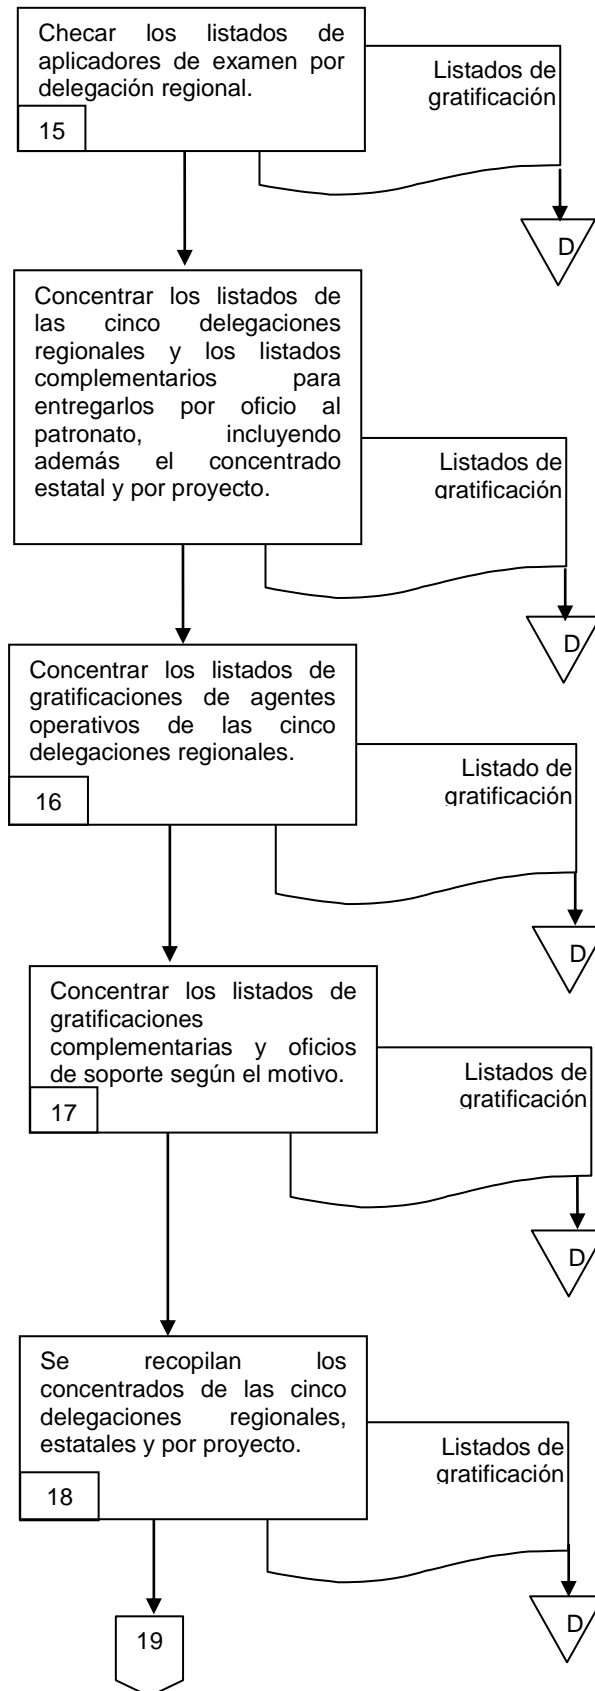 Checar los listados de
aplicadores de examen por
delegación regional.
15
Listados de
gratificación
D
Concentrar los listados de
las cinco delegaciones
regionales y los listados
complementarios para
entregarlos por oficio al
patronato, incluyendo
además el concentrado
estatal y por proyecto.
Listados de
gratificación
D
Concentrar los listados de
gratificaciones de agentes
operativos de las cinco
delegaciones regionales.
16
Listado de
gratificación
D
Concentrar los listados de
gratificaciones
complementarias y oficios
de soporte según el motivo.
17
Listados de
gratificación
D
Se recopilan los
concentrados de las cinco
delegaciones regionales,
estatales y por proyecto.
18
Listados de
gratificación
D
19